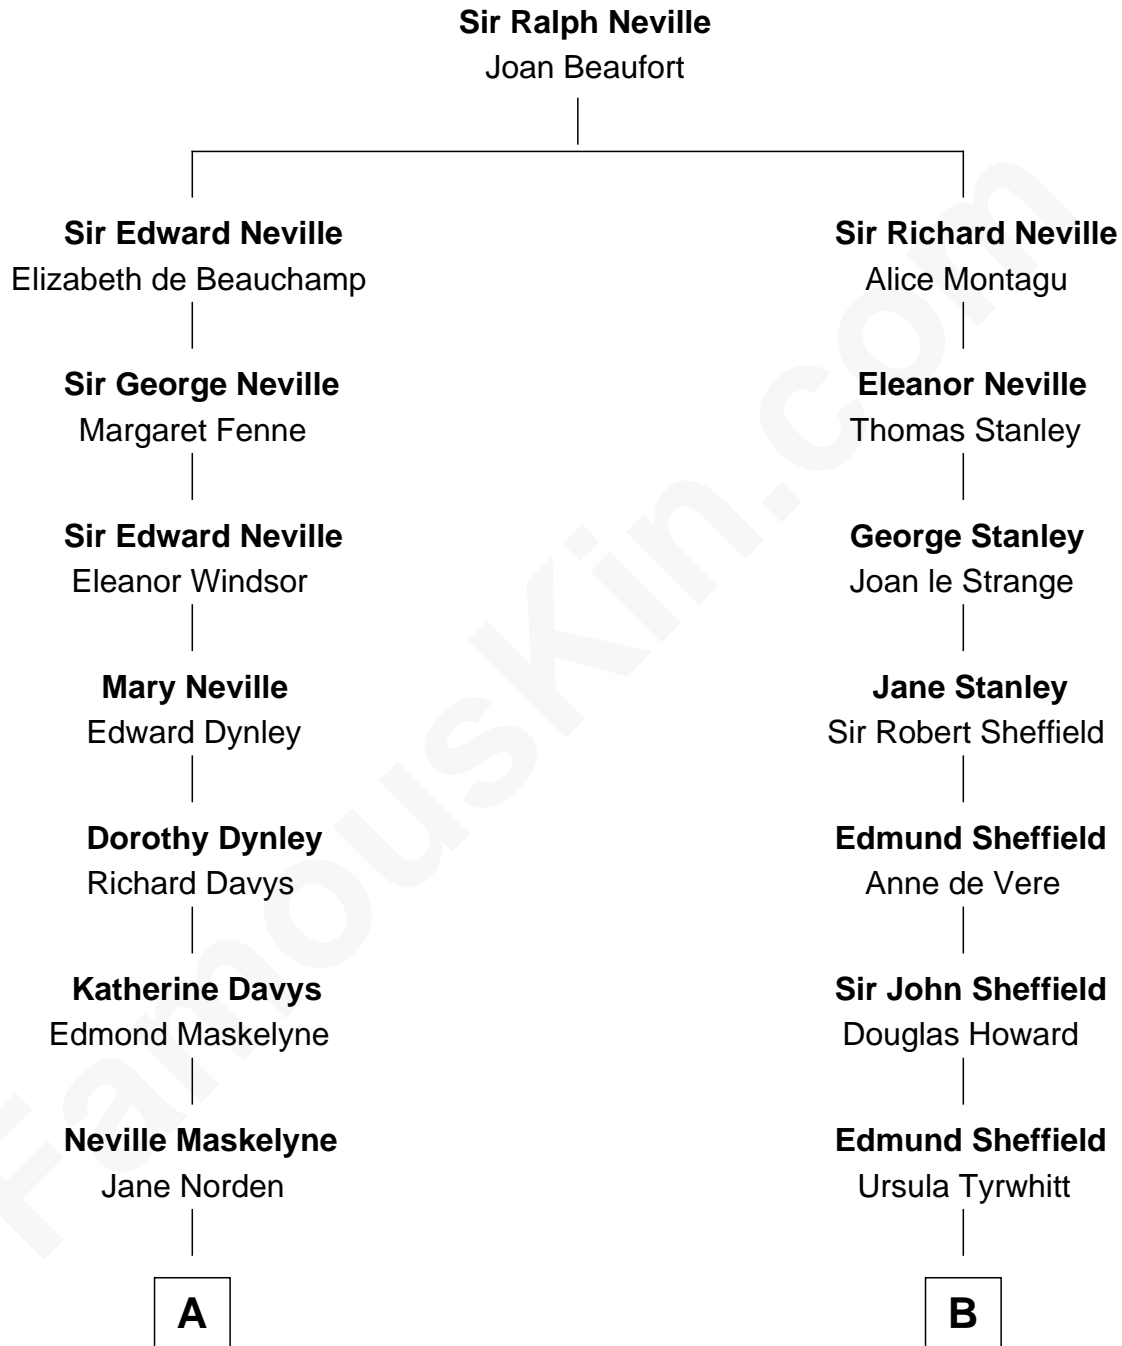 Sir Ralph Neville
Joan Beaufort
Sir Edward Neville
Elizabeth de Beauchamp
Sir George Neville
Margaret Fenne
Sir Edward Neville
Eleanor Windsor
Mary Neville
Edward Dynley
Dorothy Dynley
Richard Davys
Katherine Davys
Edmond Maskelyne
Neville Maskelyne
Jane Norden
A
Sir Richard Neville
Alice Montagu
Eleanor Neville
Thomas Stanley
George Stanley
Joan le Strange
Jane Stanley
Sir Robert Sheffield
Edmund Sheffield
Anne de Vere
Sir John Sheffield
Douglas Howard
Edmund Sheffield
Ursula Tyrwhitt
B
FamousKin.com